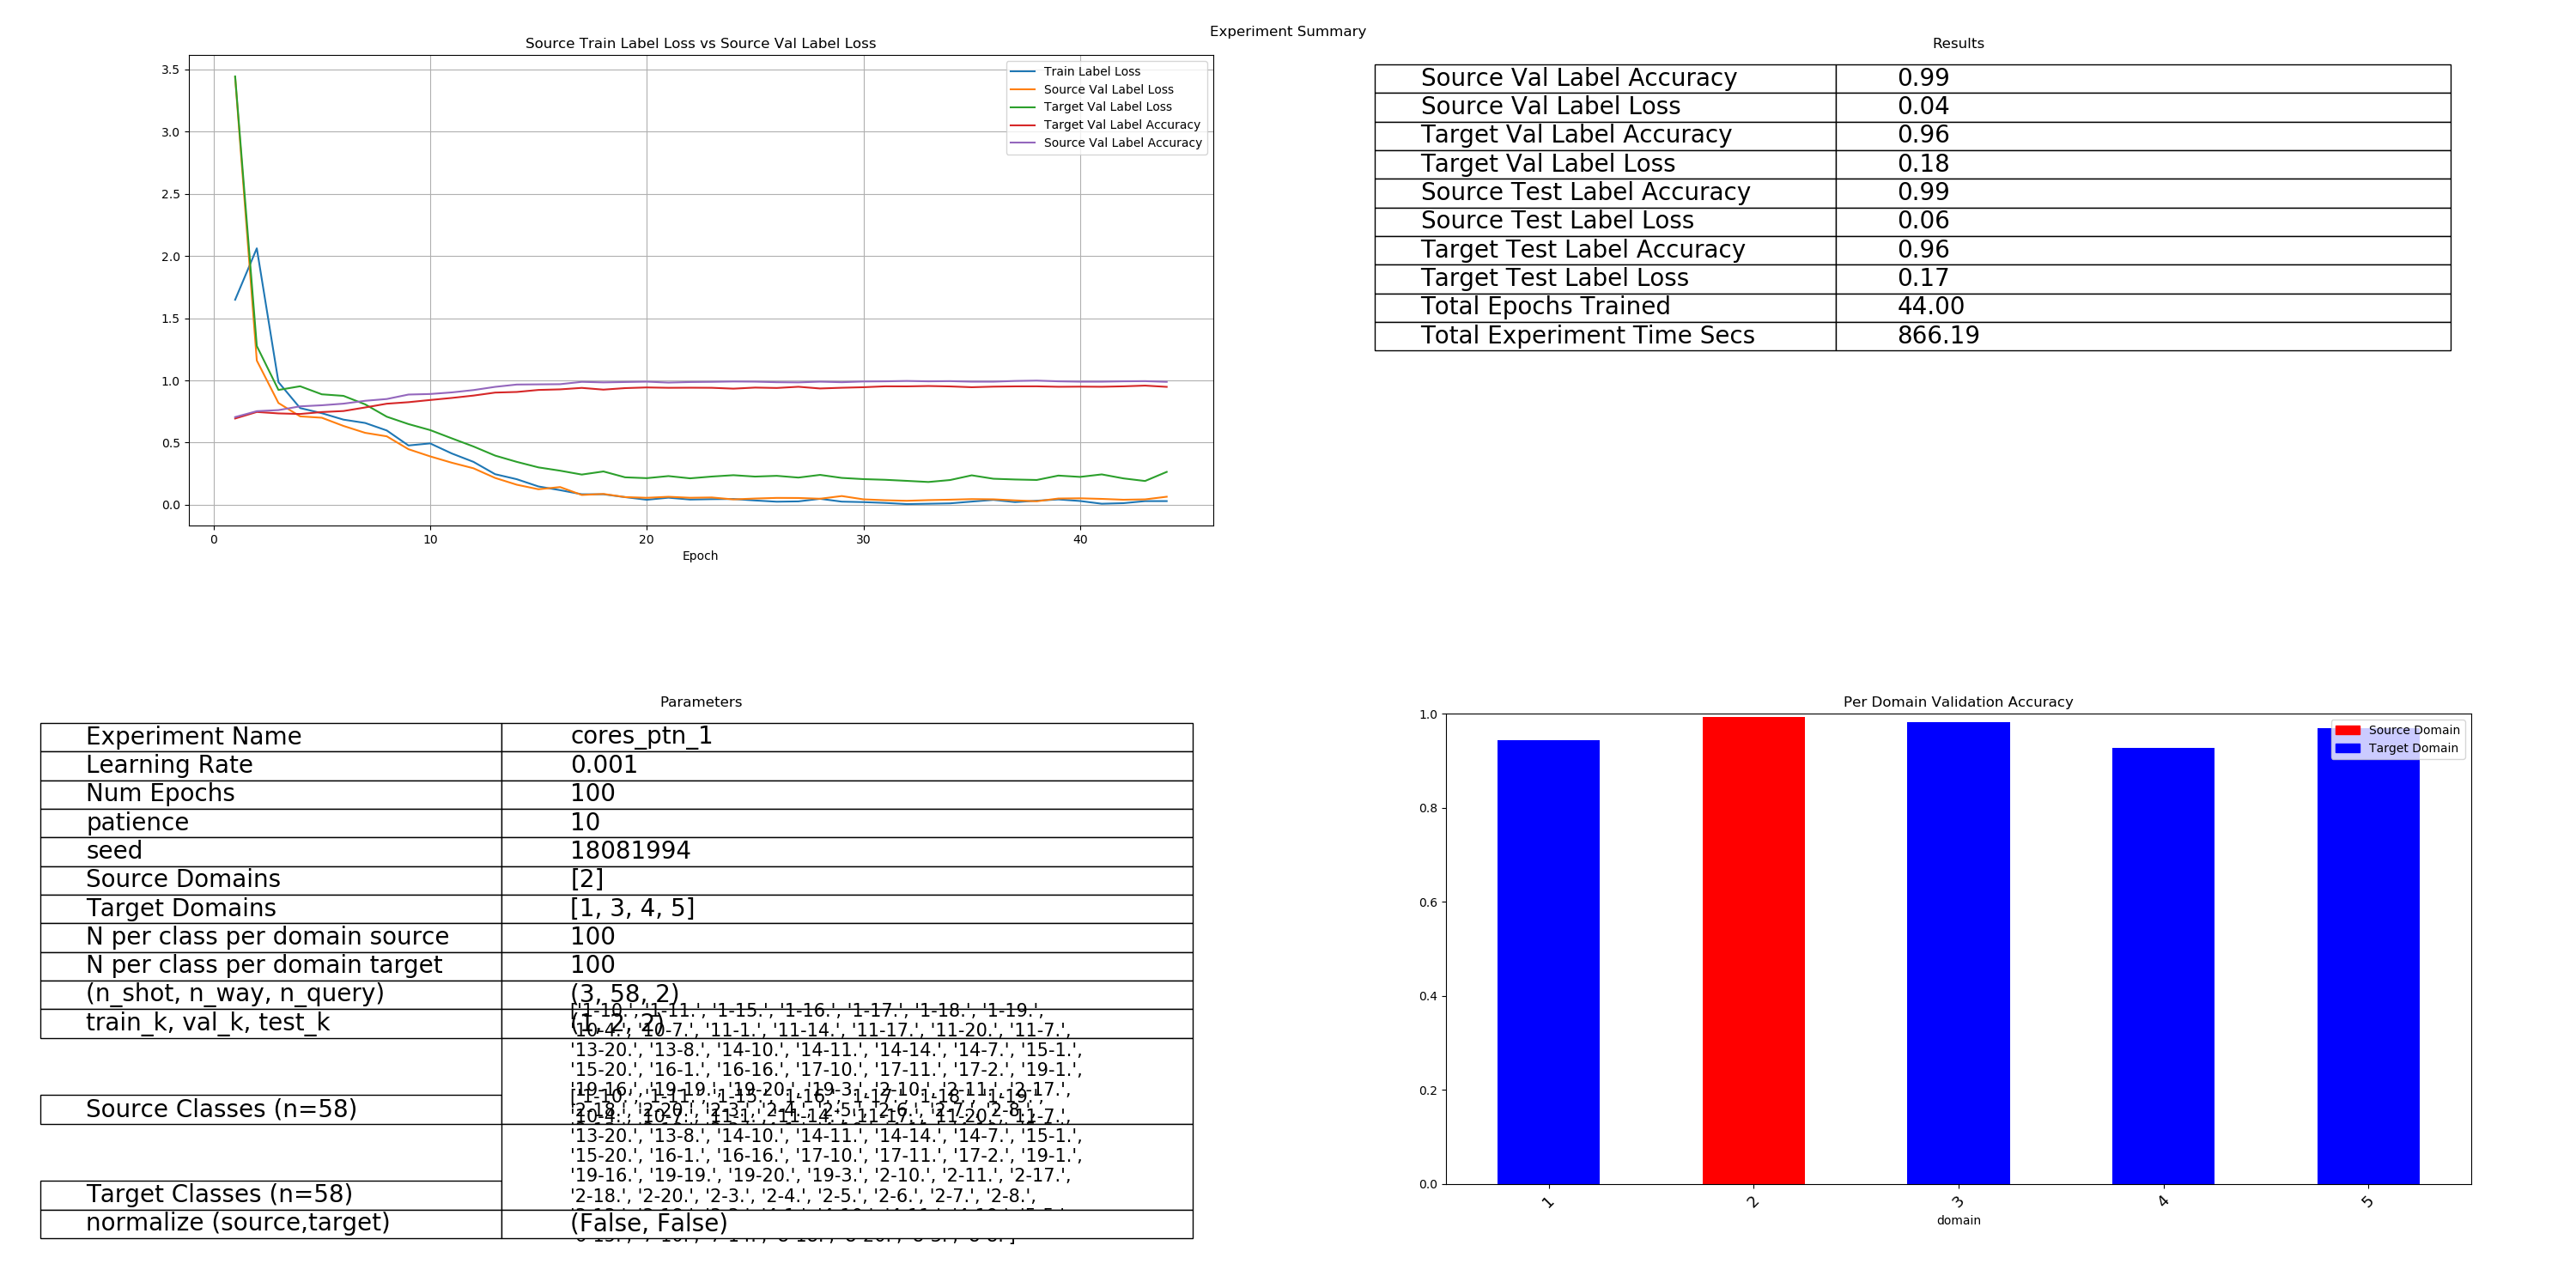 Experiment Summary
Source Train Label Loss vs Source Val Label Loss
3.5
3.0
2.5
2.0
1.5
1.0
0.5
0.0
0 10 20 30 40
Epoch
Train Label Loss
Source Val Label Loss
Target Val Label Loss
Target Val Label Accuracy
Source Val Label Accuracy
Results
Source Val Label Accuracy 0.99
Source Val Label Loss 0.04
Target Val Label Accuracy 0.96
Target Val Label Loss 0.18
Source Test Label Accuracy 0.99
Source Test Label Loss 0.06
Target Test Label Accuracy 0.96
Target Test Label Loss 0.17
Total Epochs Trained 44.00
Total Experiment Time Secs 866.19
Parameters
Experiment Name cores_ptn_1
Learning Rate 0.001
Num Epochs 100
patience 10
seed 18081994
Source Domains [2]
Target Domains [1, 3, 4, 5]
N per class per domain source 100
N per class per domain target 100
(n_shot, n_way, n_query) (3, 58, 2)
train_k, val_k, test_k (1, 2, 2)
['1-10.', '1-11.', '1-15.', '1-16.', '1-17.', '1-18.', '1-19.',
'10-4.', '10-7.', '11-1.', '11-14.', '11-17.', '11-20.', '11-7.',
'13-20.', '13-8.', '14-10.', '14-11.', '14-14.', '14-7.', '15-1.',
'15-20.', '16-1.', '16-16.', '17-10.', '17-11.', '17-2.', '19-1.',
'19-16.', '19-19.', '19-20.', '19-3.', '2-10.', '2-11.', '2-17.',
'2-18.', '2-20.', '2-3.', '2-4.', '2-5.', '2-6.', '2-7.', '2-8.',
Source Classes (n=58)
['1-10.', '1-11.', '1-15.', '1-16.', '1-17.', '1-18.', '1-19.',
'10-4.', '10-7.', '11-1.', '11-14.', '11-17.', '11-20.', '11-7.',
'13-20.', '13-8.', '14-10.', '14-11.', '14-14.', '14-7.', '15-1.',
'15-20.', '16-1.', '16-16.', '17-10.', '17-11.', '17-2.', '19-1.',
'19-16.', '19-19.', '19-20.', '19-3.', '2-10.', '2-11.', '2-17.',
'2-18.', '2-20.', '2-3.', '2-4.', '2-5.', '2-6.', '2-7.', '2-8.',
Target Classes (n=58)
normalize (source,target) (False, False)
Per Domain Validation Accuracy
1.0
0.8
0.6
0.4
0.2
0.0
1 2 3 4 5
domain
Source Domain
Target Domain